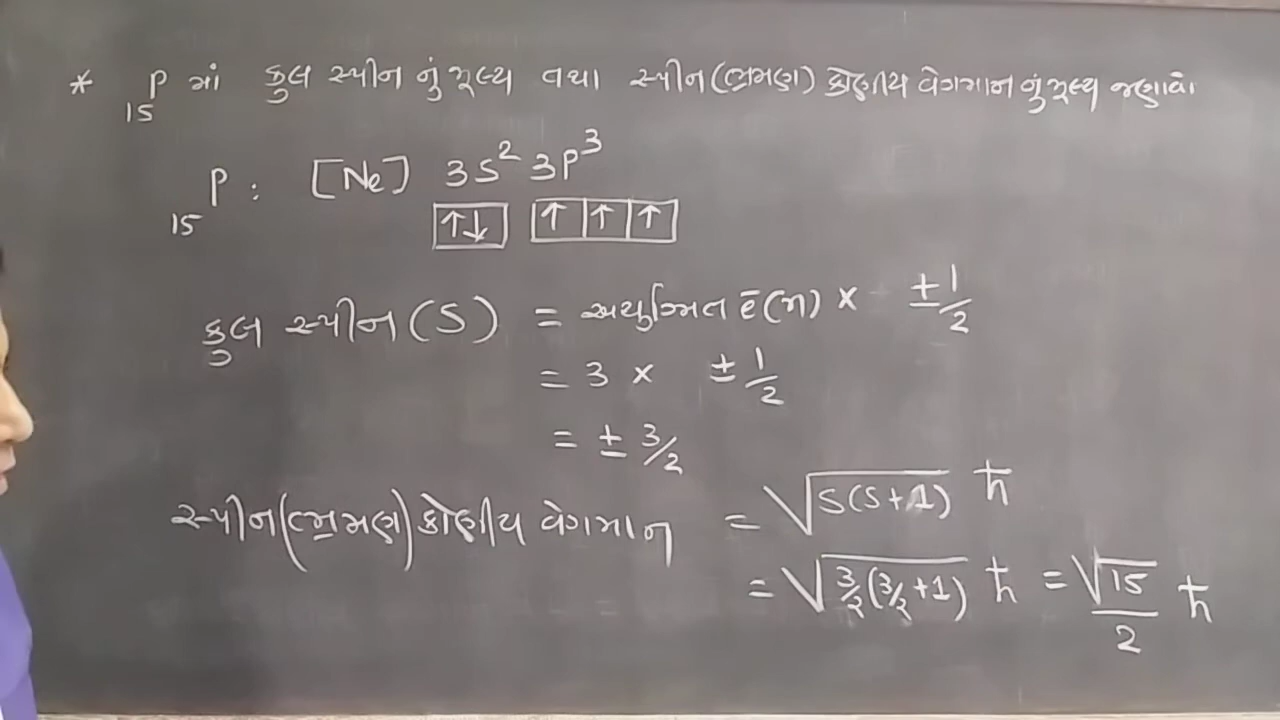 * ₁₅P માં કુલ સ્પીન નું મૂલ્ય તથા સ્પીન(ભ્રમણ) કોણીય વેગમાન નું મૂલ્ય જણાવો
₁₅P : [Ne] 3s² 3p³
↑↓ ↑ ↑ ↑
કુલ સ્પીન (S) = અયુગ્મિત ē(n) × ± 1/2
= 3 × ± 1/2
= ± 3/2
સ્પીન(ભ્રમણ) કોણીય વેગમાન = √S(S+1) ħ
= √3/2(3/2+1) ħ = √15/2 ħ